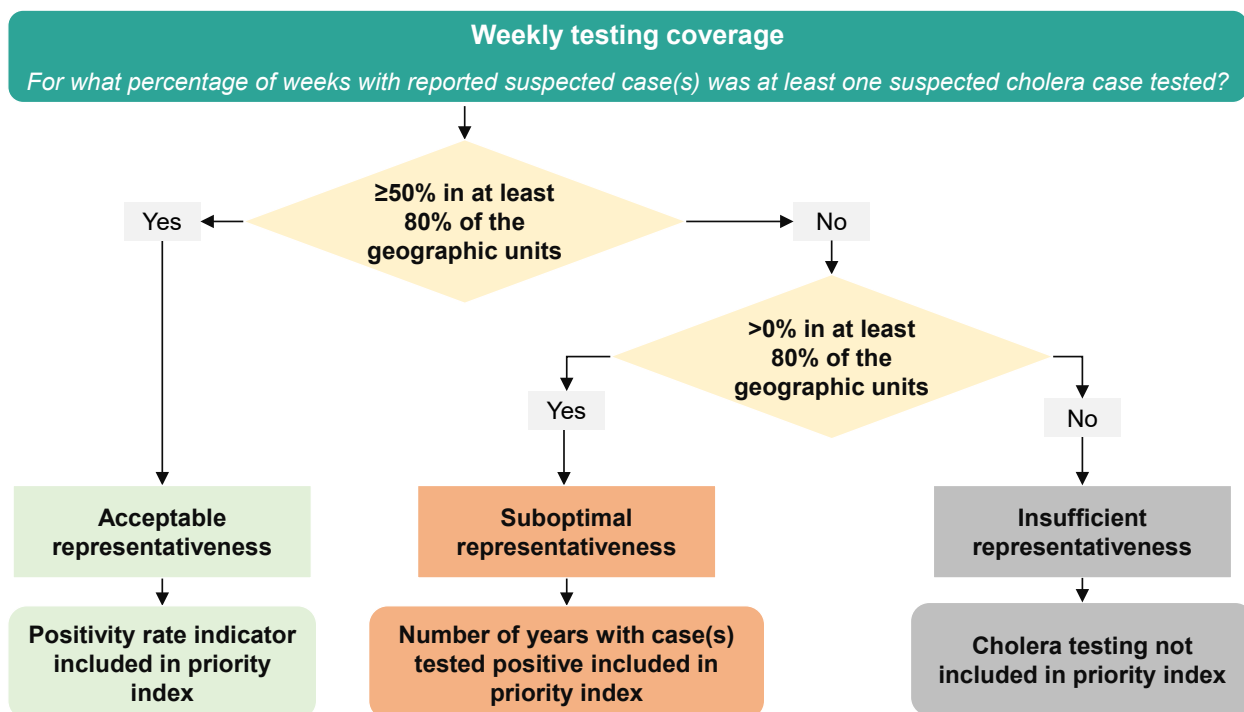 Weekly testing coverage
For what percentage of weeks with reported suspected case(s) was at least one suspected cholera case tested?
≥50% in at least
80% of the
geographic units
Yes
No
>0% in at least
80% of the
geographic units
Yes
No
Acceptable
representativeness
Suboptimal
representativeness
Insufficient
representativeness
Positivity rate indicator
included in priority
index
Number of years with case(s)
tested positive included in
priority index
Cholera testing not
included in priority index